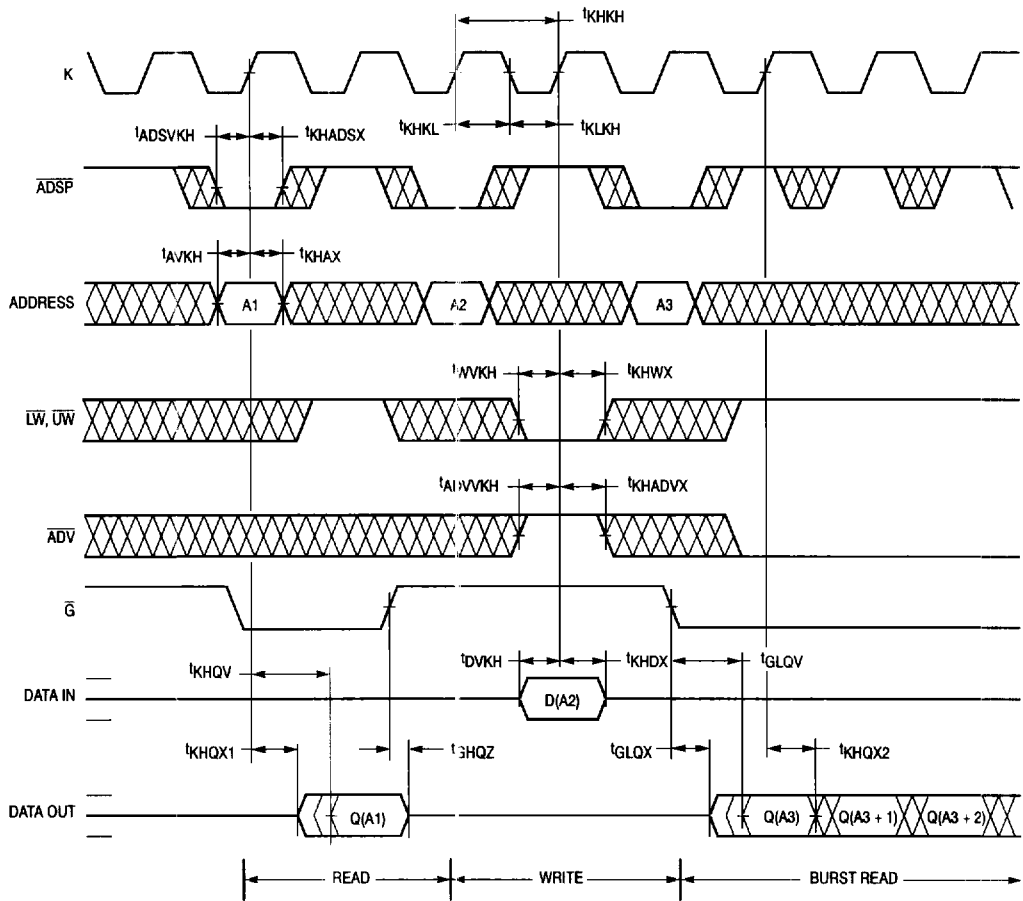 tKHKH
K
tKHKL tKLKH
tADSVKH tKHADSX
ADSP
tAVKH tKHAX
ADDRESS A1 A2 A3
tWVKH tKHWX
LW, UW
tADVVKH tKHADVX
ADV
G
tKHQV tDVKH tKHDX tGLQV
DATA IN D(A2)
tKHQX1 tGHQZ tGLQX tKHQX2
DATA OUT Q(A1) Q(A3) Q(A3 + 1) Q(A3 + 2)
READ WRITE BURST READ